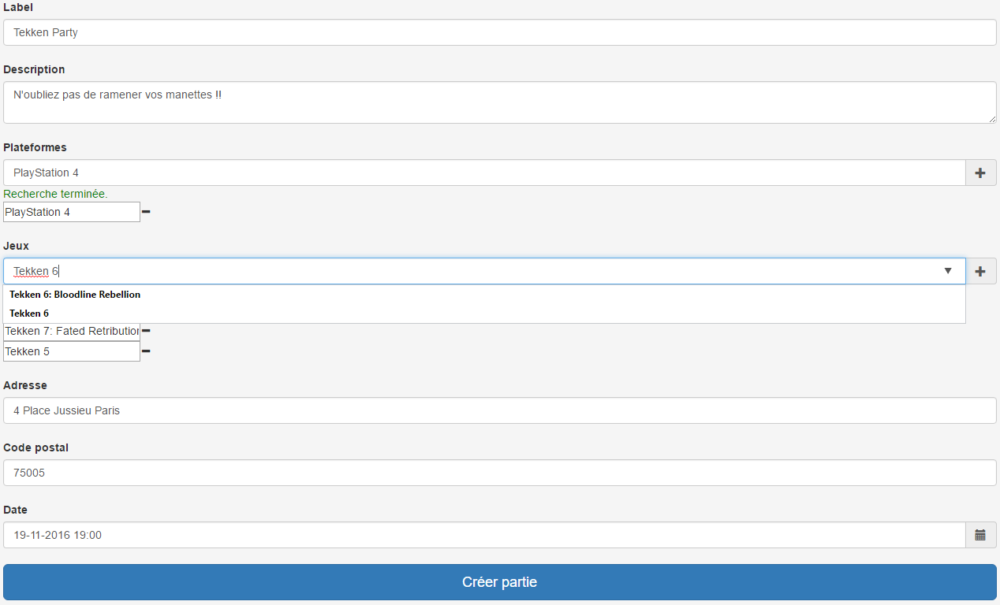 Label
Tekken Party
Description
N'oubliez pas de ramener vos manettes !!
Plateformes
PlayStation 4
Recherche terminée.
PlayStation 4
Jeux
Tekken 6
Tekken 6: Bloodline Rebellion
Tekken 6
Tekken 7: Fated Retribution
Tekken 5
Adresse
4 Place Jussieu Paris
Code postal
75005
Date
19-11-2016 19:00
Créer partie